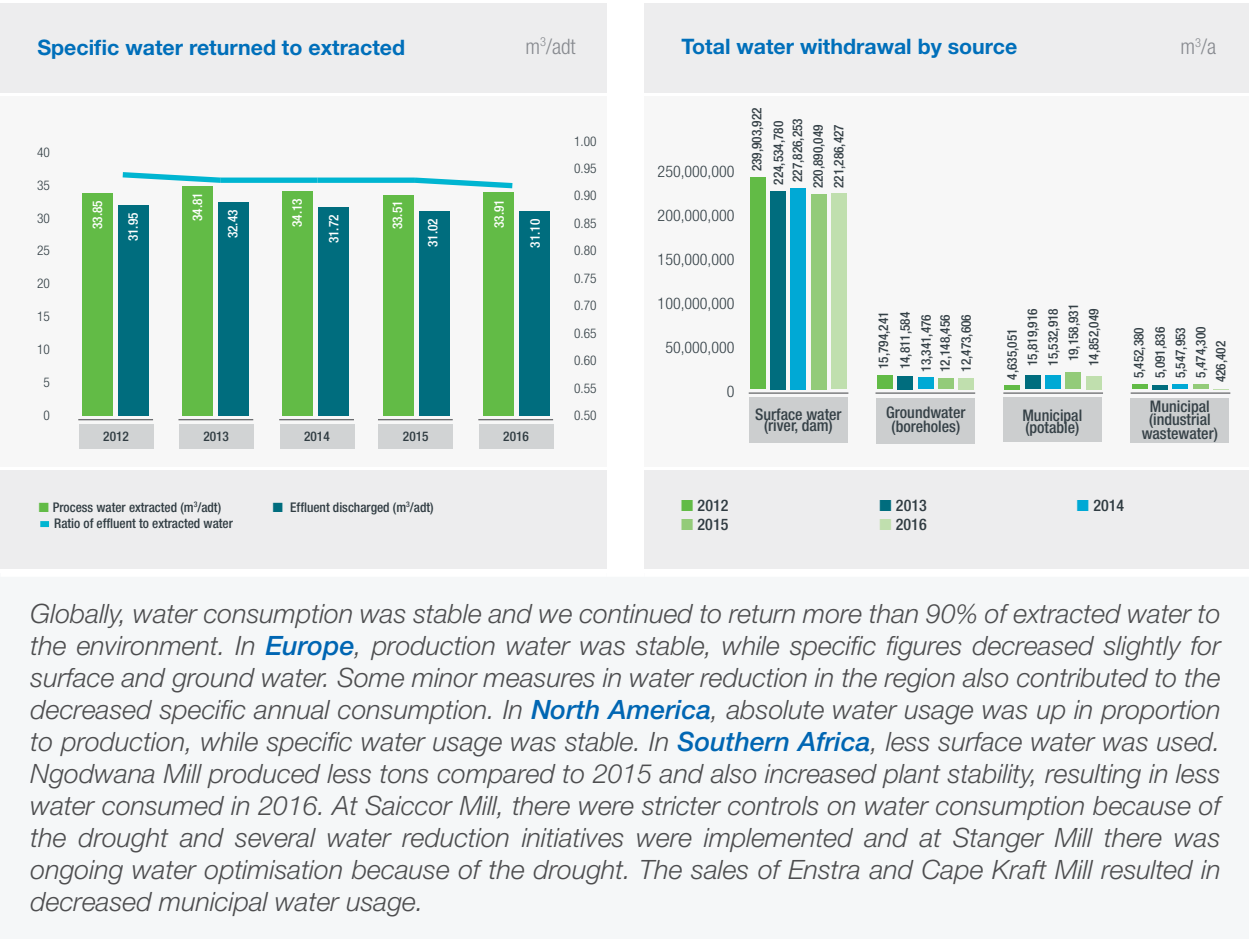 Specific water returned to extracted
m³/adt
40
35
30
25
20
15
10
5
0
1.00
0.95
0.90
0.85
0.80
0.75
0.70
0.65
0.60
0.55
0.50
33.85
31.95
34.81
32.43
34.13
31.72
33.51
31.02
33.91
31.10
2012
2013
2014
2015
2016
Process water extracted (m³/adt)
Effluent discharged (m³/adt)
Ratio of effluent to extracted water
Total water withdrawal by source
m³/a
250,000,000
200,000,000
150,000,000
100,000,000
50,000,000
0
239,903,922
224,534,780
227,826,253
220,890,049
221,286,427
15,794,241
14,811,584
13,341,476
12,148,456
12,473,606
4,635,051
15,819,916
15,532,918
19,158,931
14,852,049
5,452,380
5,091,836
5,547,953
5,474,300
426,402
Surface water
(river, dam)
Groundwater
(boreholes)
Municipal
(potable)
Municipal
(industrial
wastewater)
2012
2013
2014
2015
2016
Globally, water consumption was stable and we continued to return more than 90% of extracted water to
the environment. In Europe, production water was stable, while specific figures decreased slightly for
surface and ground water. Some minor measures in water reduction in the region also contributed to the
decreased specific annual consumption. In North America, absolute water usage was up in proportion
to production, while specific water usage was stable. In Southern Africa, less surface water was used.
Ngodwana Mill produced less tons compared to 2015 and also increased plant stability, resulting in less
water consumed in 2016. At Saiccor Mill, there were stricter controls on water consumption because of
the drought and several water reduction initiatives were implemented and at Stanger Mill there was
ongoing water optimisation because of the drought. The sales of Enstra and Cape Kraft Mill resulted in
decreased municipal water usage.